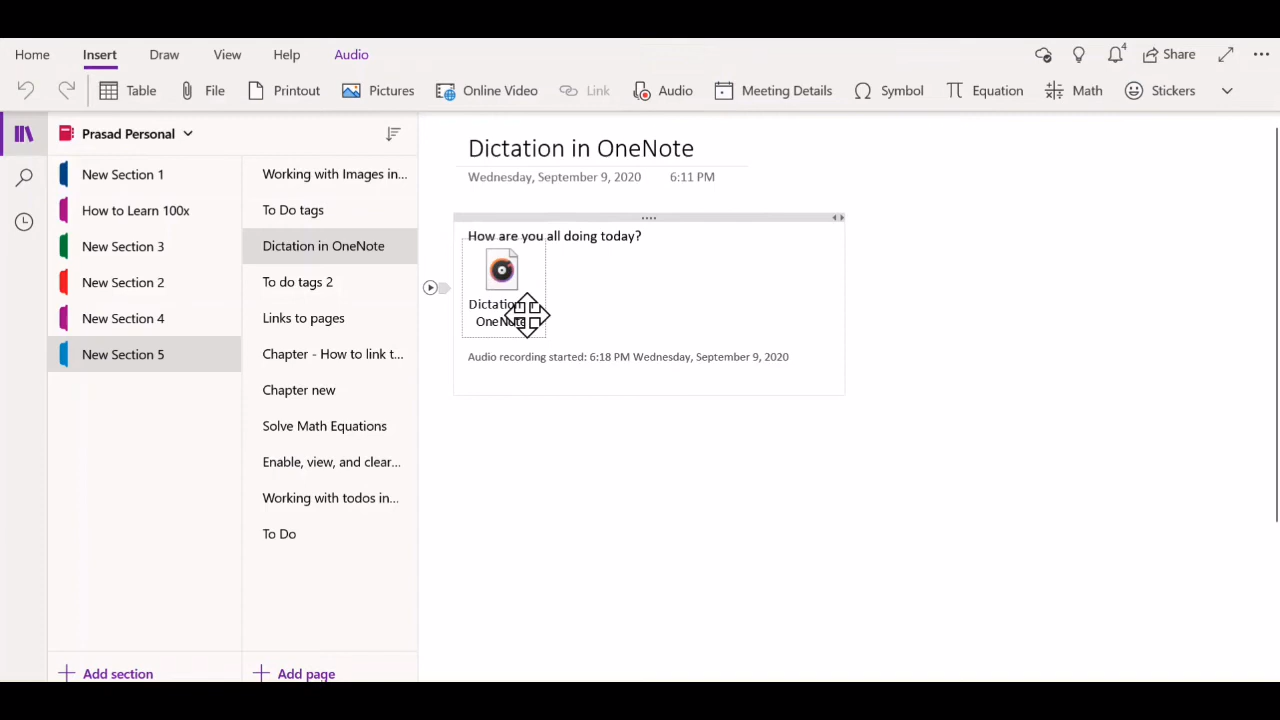 Home Insert Draw View Help Audio
4 Share
Table File Printout Pictures Online Video Link Audio Meeting Details Symbol Equation Math Stickers
Prasad Personal
New Section 1
How to Learn 100x
New Section 3
New Section 2
New Section 4
New Section 5
Add section
Working with Images in...
To Do tags
Dictation in OneNote
To do tags 2
Links to pages
Chapter - How to link t...
Chapter new
Solve Math Equations
Enable, view, and clear...
Working with todos in...
To Do
Add page
Dictation in OneNote
Wednesday, September 9, 2020 6:11 PM
How are you all doing today?
Dictation
OneNote
Audio recording started: 6:18 PM Wednesday, September 9, 2020